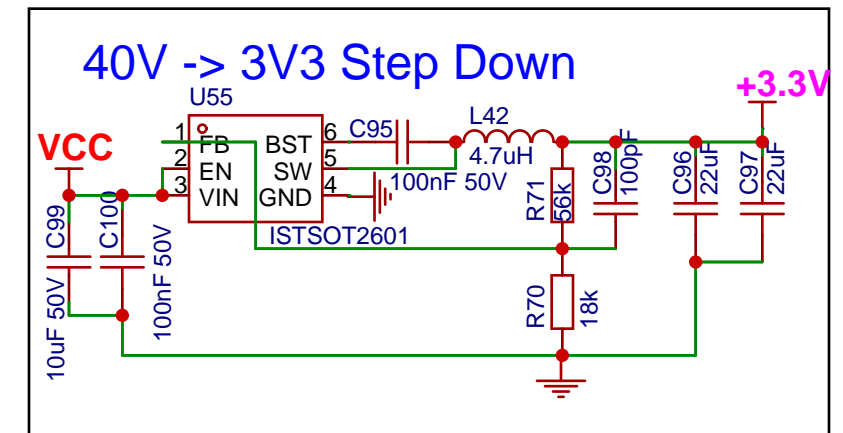 40V -> 3V3 Step Down
+3.3V
U55
VCC
1 FB BST 6
2 EN SW 5
3 VIN GND 4
ISTSOT2601
C95
100nF 50V
L42
4.7uH
C99
10uF 50V
C100
100nF 50V
R71
56k
C98
100pF
C96
22uF
C97
22uF
R70
18k